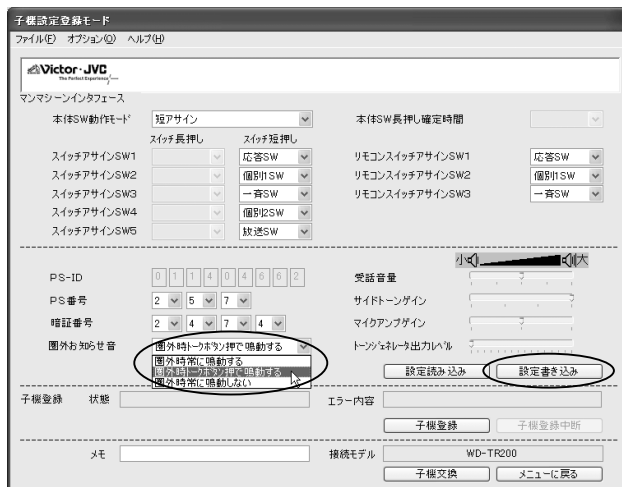 子機設定登録モード
ファイル(F) オプション(O) ヘルプ(H)
Victor・JVC
The Perfect Experience
マンマシーンインタフェース
本体SW動作モード 短アサイン 本体SW長押し確定時間
スイッチ長押し スイッチ短押し
スイッチアサインSW1 応答SW リモコンスイッチアサインSW1 応答SW
スイッチアサインSW2 個別1SW リモコンスイッチアサインSW2 個別1SW
スイッチアサインSW3 一斉SW リモコンスイッチアサインSW3 一斉SW
スイッチアサインSW4 個別2SW
スイッチアサインSW5 放送SW
小 大
PS-ID 0 1 1 4 0 4 6 6 2 受話音量
PS番号 2 5 7 サイドトーンゲイン
暗証番号 2 4 7 4 マイクアンプゲイン
圏外お知らせ音 圏外時トークボタン押で鳴動する トーンジェネレータ出力レベル
圏外時常に鳴動する
圏外時トークボタン押で鳴動する 設定読み込み 設定書き込み
圏外時常に鳴動しない
子機登録 状態 エラー内容
子機登録 子機登録中断
メモ 接続モデル WD-TR200
子機交換 メニューに戻る